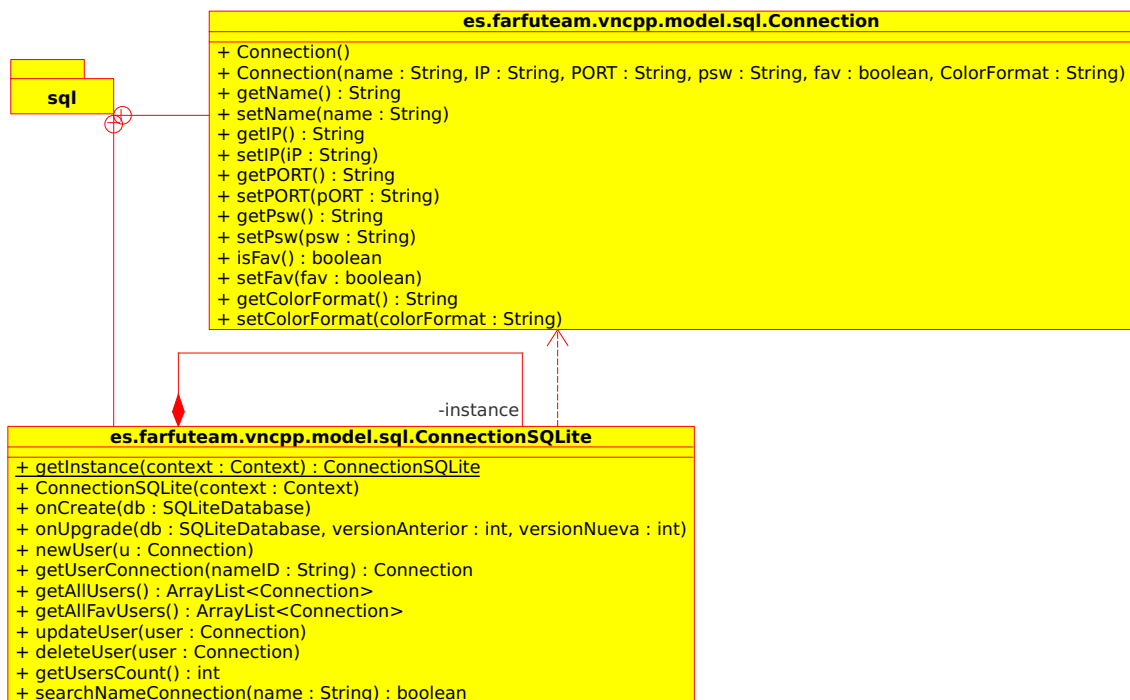 es.farfuteam.vncpp.model.sql.Connection
+ Connection()
+ Connection(name : String, IP : String, PORT : String, psw : String, fav : boolean, ColorFormat : String)
+ getName() : String
+ setName(name : String)
+ getIP() : String
+ setIP(iP : String)
+ getPORT() : String
+ setPORT(pORT : String)
+ getPsw() : String
+ setPsw(psw : String)
+ isFav() : boolean
+ setFav(fav : boolean)
+ getColorFormat() : String
+ setColorFormat(colorFormat : String)
sql
-instance
es.farfuteam.vncpp.model.sql.ConnectionSQLite
+ getInstance(context : Context) : ConnectionSQLite
+ ConnectionSQLite(context : Context)
+ onCreate(db : SQLiteDatabase)
+ onUpgrade(db : SQLiteDatabase, versionAnterior : int, versionNueva : int)
+ newUser(u : Connection)
+ getUserConnection(nameID : String) : Connection
+ getAllUsers() : ArrayList<Connection>
+ getAllFavUsers() : ArrayList<Connection>
+ updateUser(user : Connection)
+ deleteUser(user : Connection)
+ getUsersCount() : int
+ searchNameConnection(name : String) : boolean